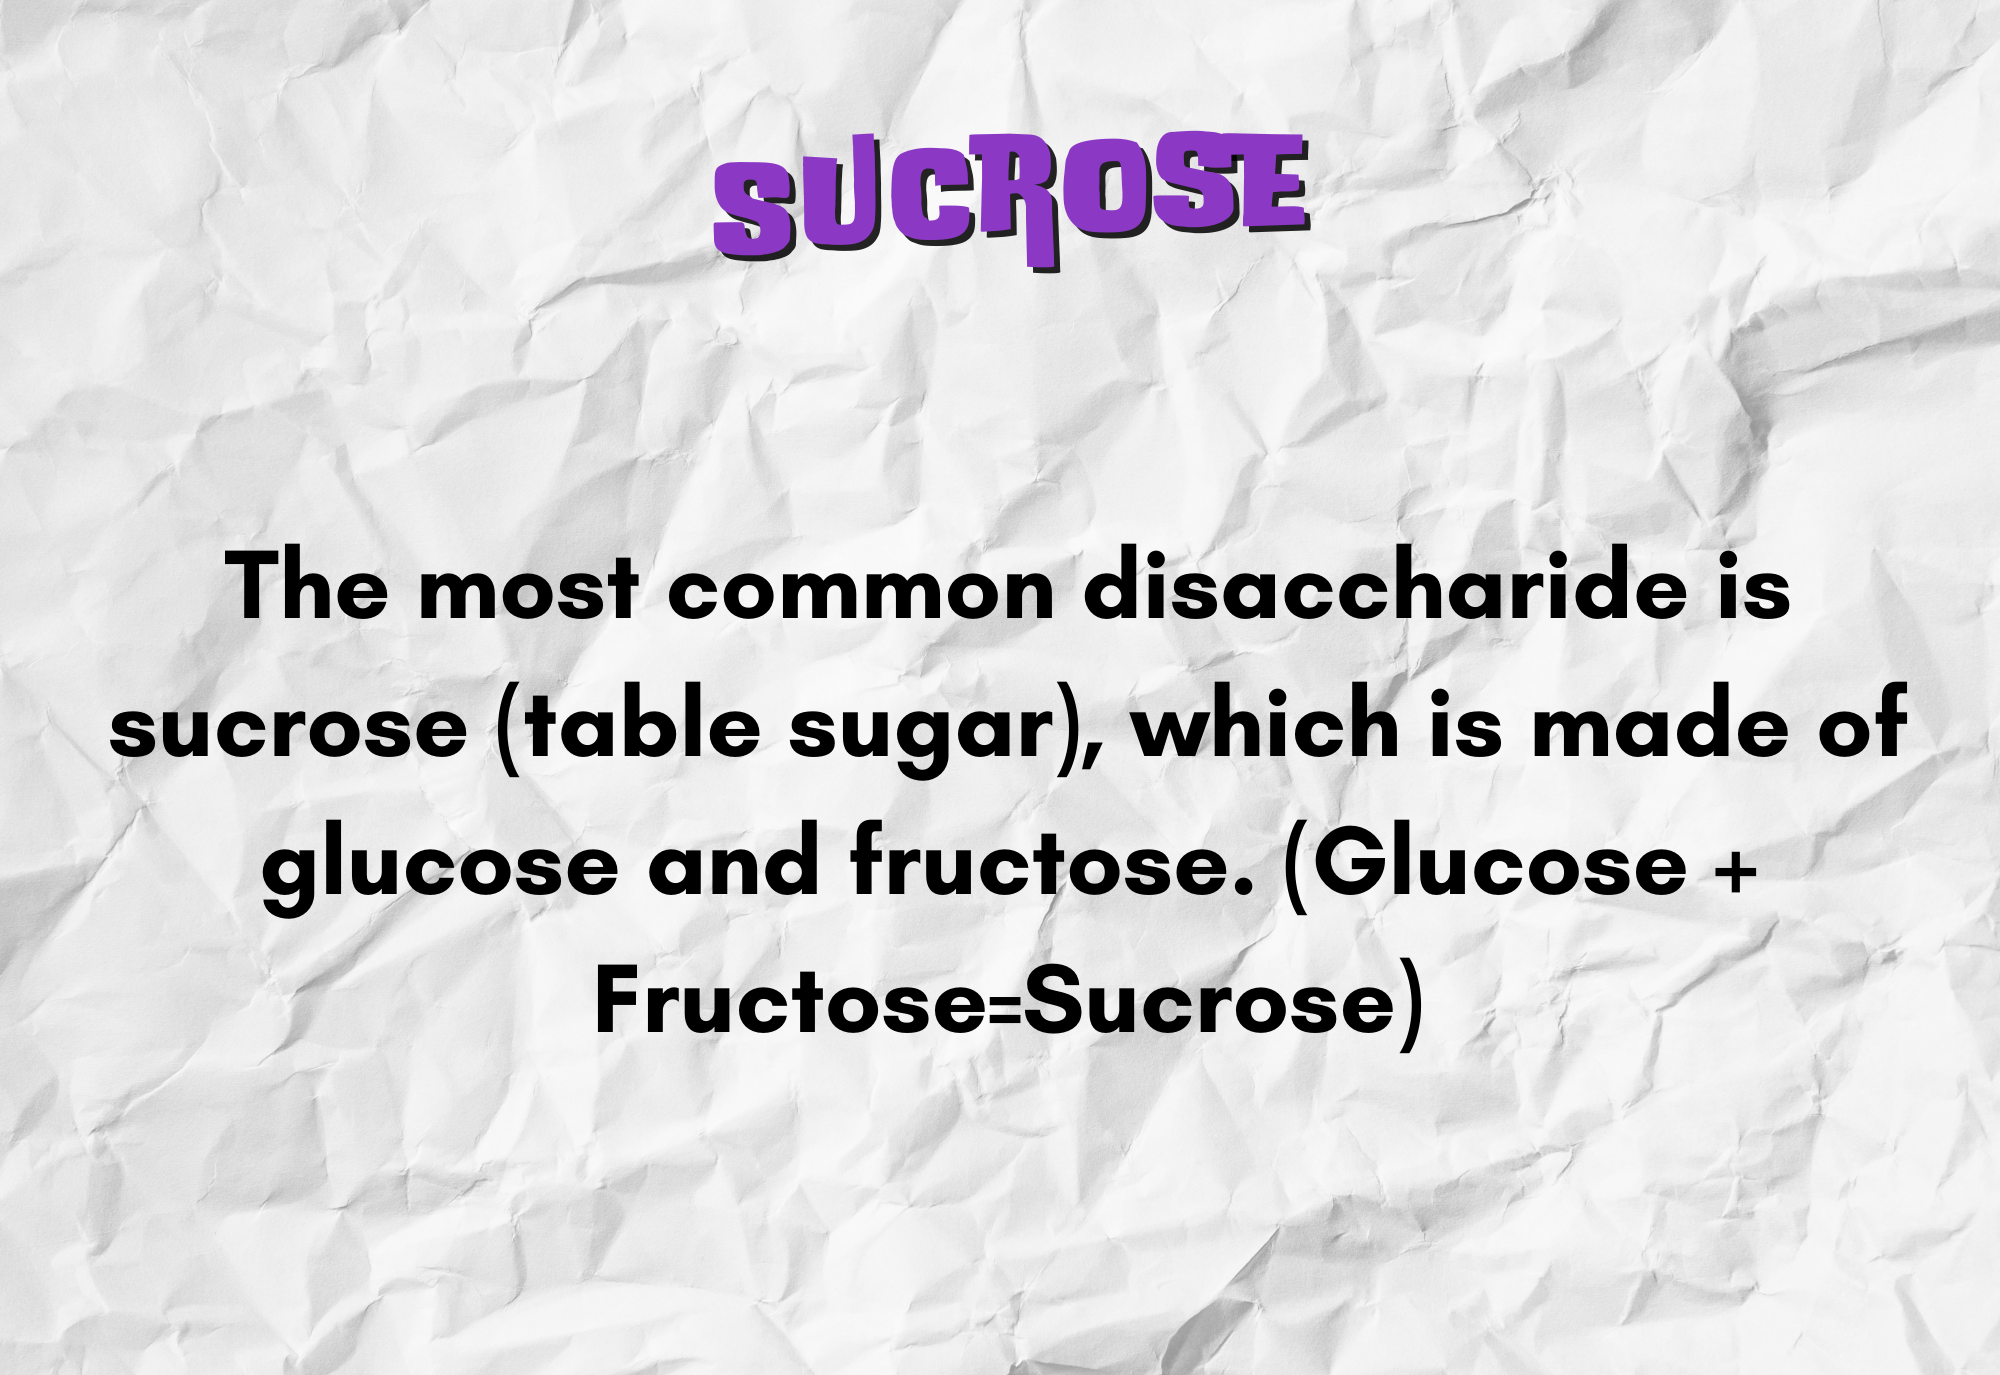 SUCROSE
The most common disaccharide is
sucrose (table sugar), which is made of
glucose and fructose. (Glucose +
Fructose=Sucrose)